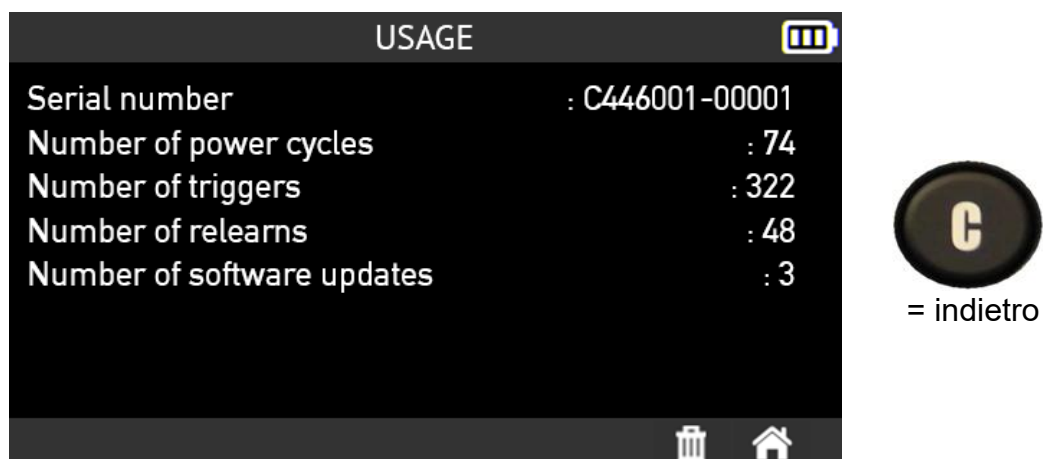 USAGE
Serial number : C446001-00001
Number of power cycles : 74
Number of triggers : 322
Number of relearns : 48
Number of software updates : 3
C
= indietro